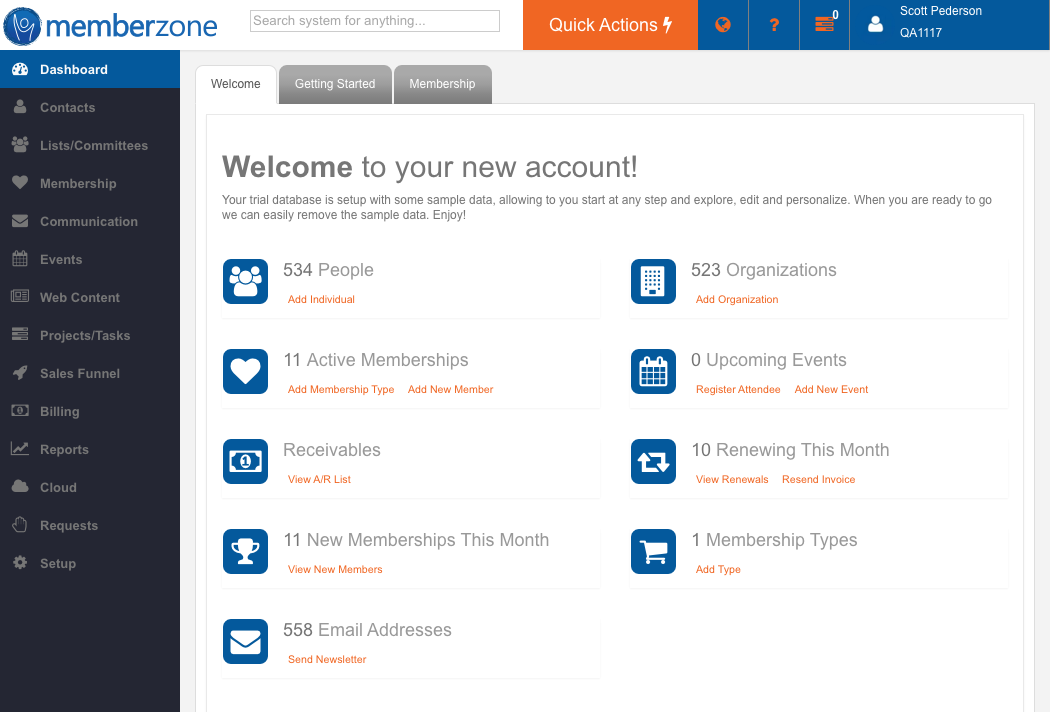 memberzone
Search system for anything...
Quick Actions
?
0
Scott Pederson
QA1117
Dashboard
Contacts
Lists/Committees
Membership
Communication
Events
Web Content
Projects/Tasks
Sales Funnel
Billing
Reports
Cloud
Requests
Setup
Welcome
Getting Started
Membership
Welcome to your new account!
Your trial database is setup with some sample data, allowing to you start at any step and explore, edit and personalize. When you are ready to go
we can easily remove the sample data. Enjoy!
534 People
Add Individual
523 Organizations
Add Organization
11 Active Memberships
Add Membership Type Add New Member
0 Upcoming Events
Register Attendee Add New Event
Receivables
View A/R List
10 Renewing This Month
View Renewals Resend Invoice
11 New Memberships This Month
View New Members
1 Membership Types
Add Type
558 Email Addresses
Send Newsletter